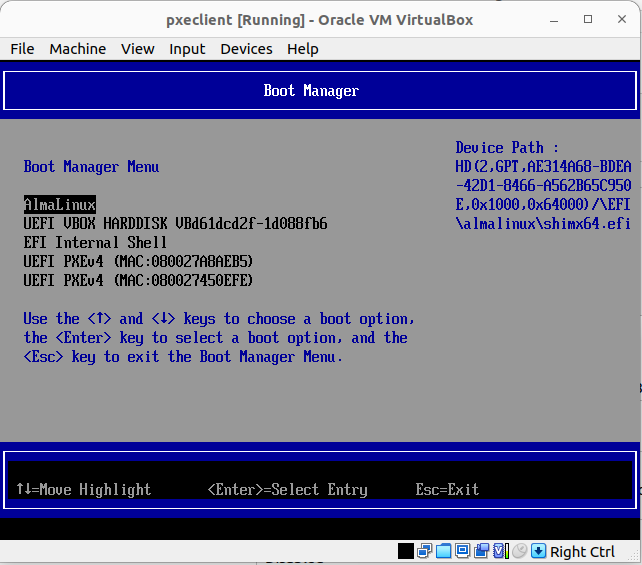 pxeclient [Running] - Oracle VM VirtualBox
File Machine View Input Devices Help
Boot Manager
Device Path :
Boot Manager Menu
HD(2,GPT,AE314A68-BDEA
-42D1-8466-A562B65C950
AlmaLinux
E,0x1000,0x64000)/\EFI
UEFI VBOX HARDDISK VBd61dcd2f-1d088fb6
\almalinux\shimx64.efi
EFI Internal Shell
UEFI PXEv4 (MAC:080027A8AEB5)
UEFI PXEv4 (MAC:080027450EFE)
Use the <↑> and <↓> keys to choose a boot option,
the <Enter> key to select a boot option, and the
<Esc> key to exit the Boot Manager Menu.
↑↓=Move Highlight <Enter>=Select Entry Esc=Exit
Right Ctrl